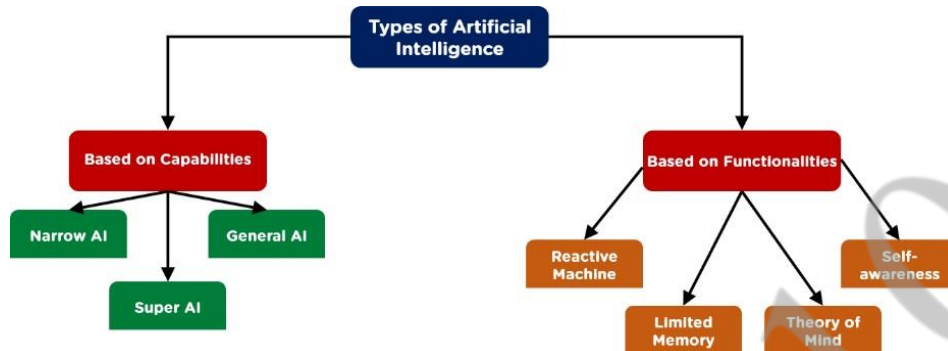 Types of Artificial
Intelligence
Based on Capabilities
Based on Functionalities
Narrow AI
General AI
Super AI
Reactive
Machine
Self-
awareness
Limited
Memory
Theory of
Mind